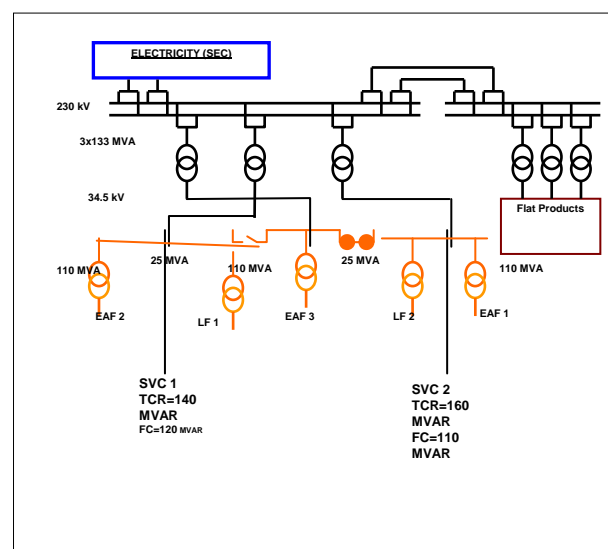 ELECTRICITY (SEC)
230 kV
3x133 MVA
34.5 kV
Flat Products
110 MVA
25 MVA
110 MVA
25 MVA
110 MVA
EAF 2
LF 1
EAF 3
LF 2
EAF 1
SVC 1
TCR=140
MVAR
FC=120 MVAR
SVC 2
TCR=160
MVAR
FC=110
MVAR